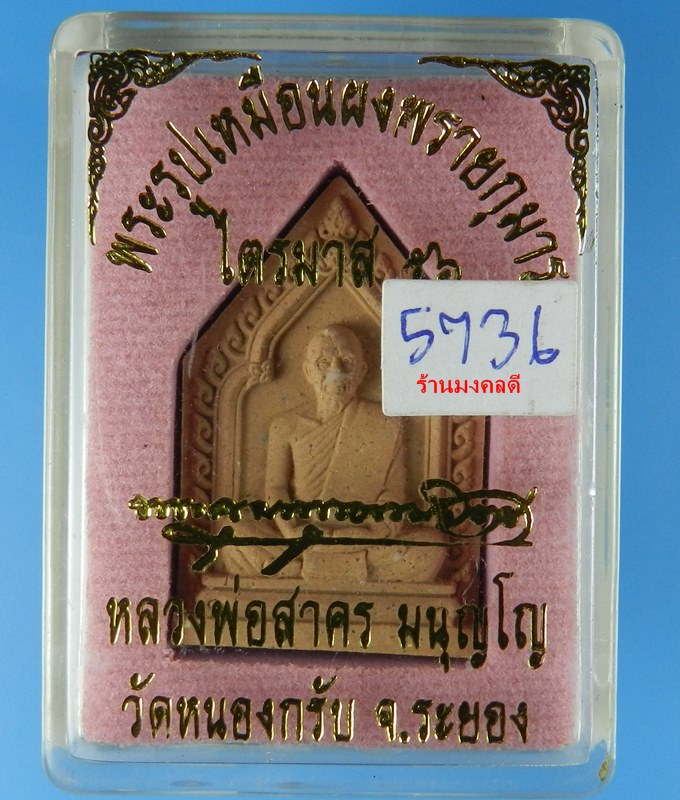 พระรูปเหมือนผงพรายกุมาร
ไตรมาส ๕๖
5736
ร้านมงคลดี
หลวงพ่อสาคร มนุญฺโญ
วัดหนองกรับ จ.ระยอง